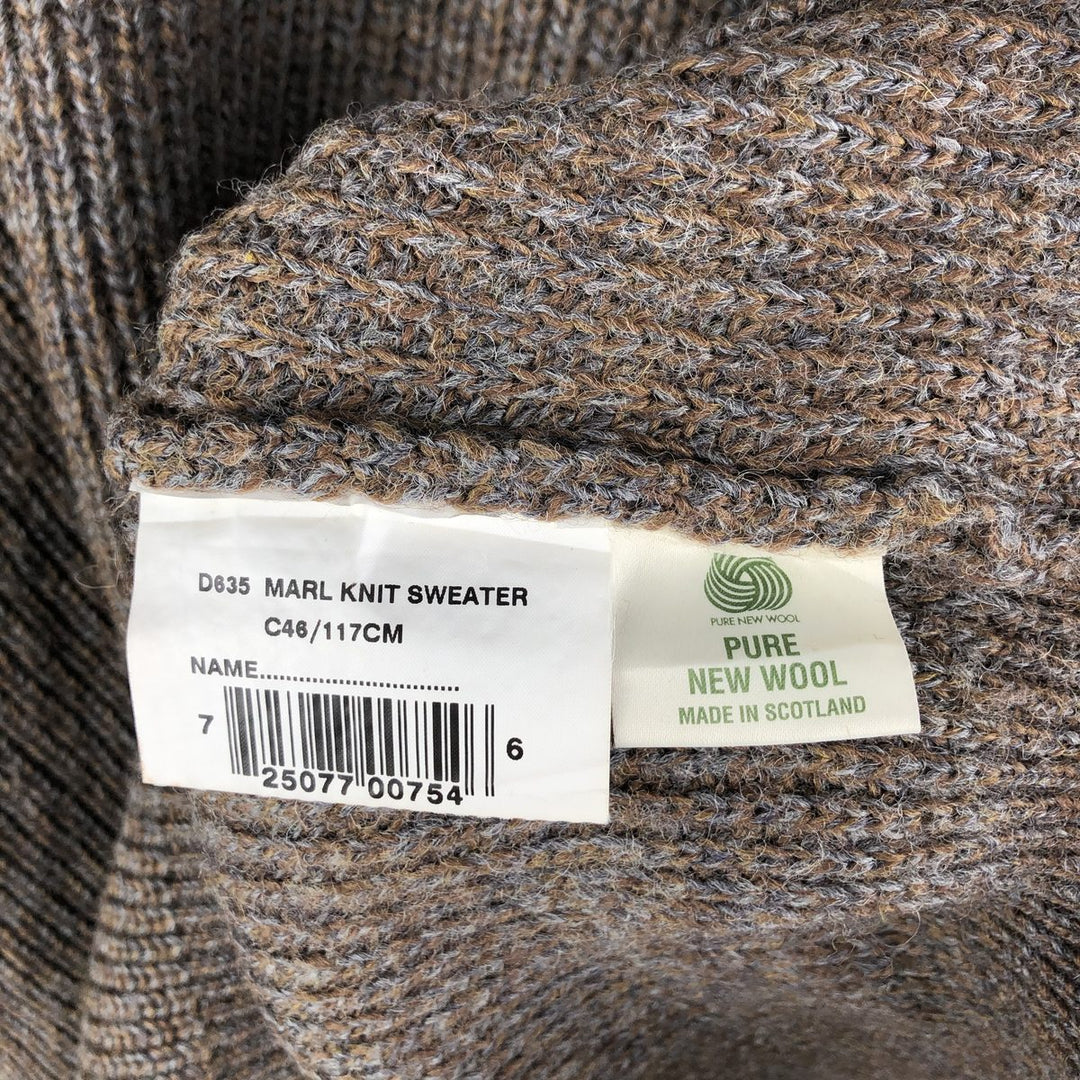 D635 MARL KNIT SWEATER
C46/117CM
NAME..............................
7 25077 00754 6
PURE NEW WOOL
PURE
NEW WOOL
MADE IN SCOTLAND